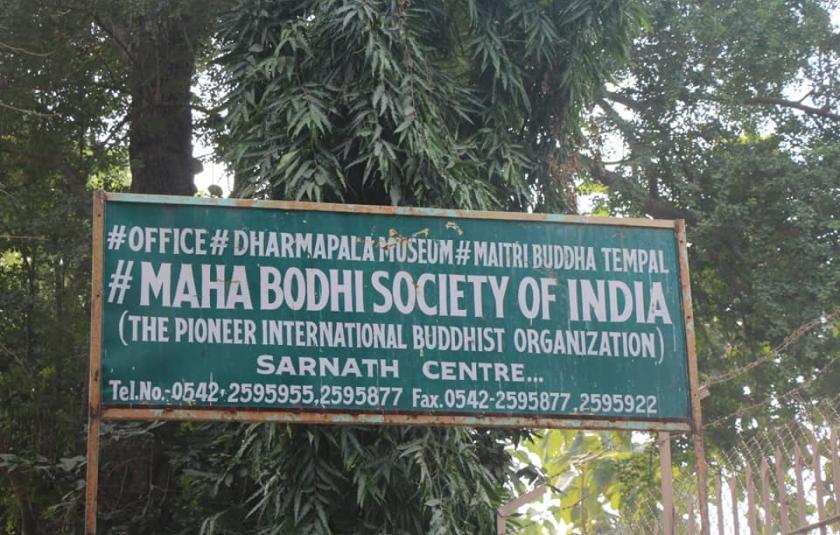 #OFFICE# DHARMAPALA MUSEUM# MAITRI BUDDHA TEMPAL
# MAHA BODHI SOCIETY OF INDIA
(THE PIONEER INTERNATIONAL BUDDHIST ORGANIZATION)
SARNATH CENTRE...
Tel.No.-0542-2595955,2595877 Fax.0542-2595877,2595922